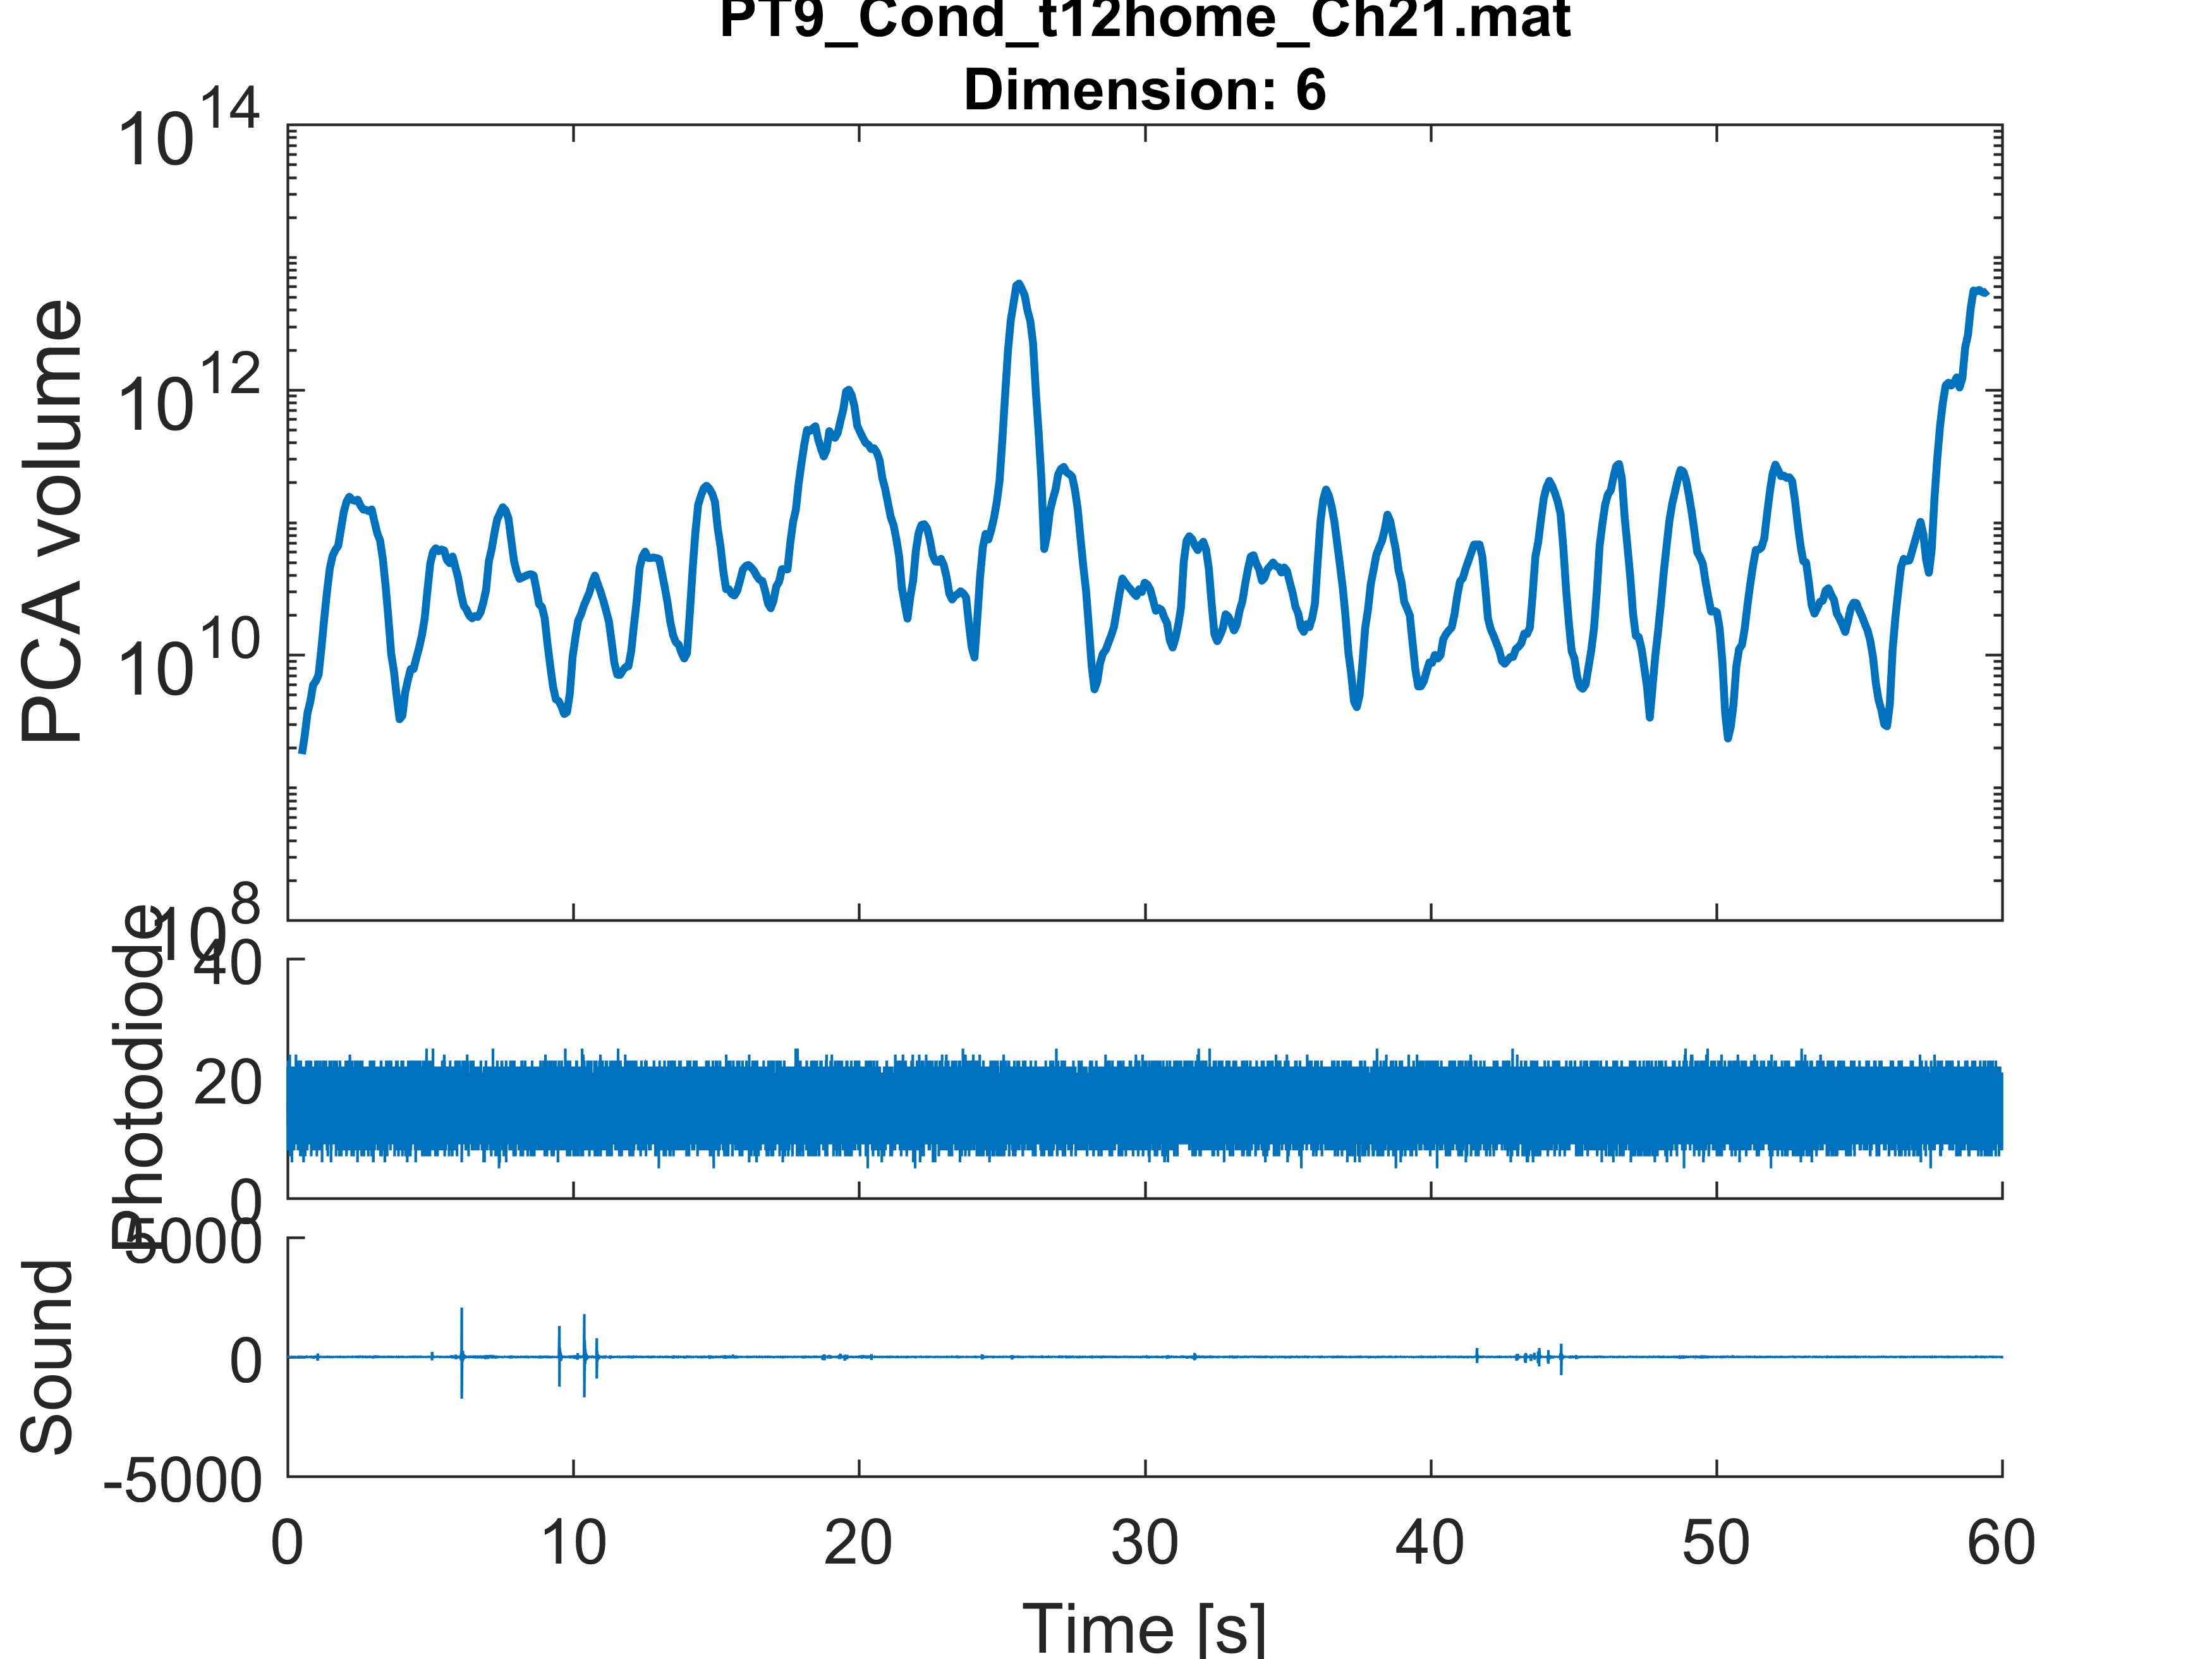 PT9_Cond_t12home_Ch21.mat
Dimension: 6
PCA volume
10^14
10^12
10^10
10^8
Photodiode
40
20
0
Sound
5000
0
-5000
0 10 20 30 40 50 60
Time [s]